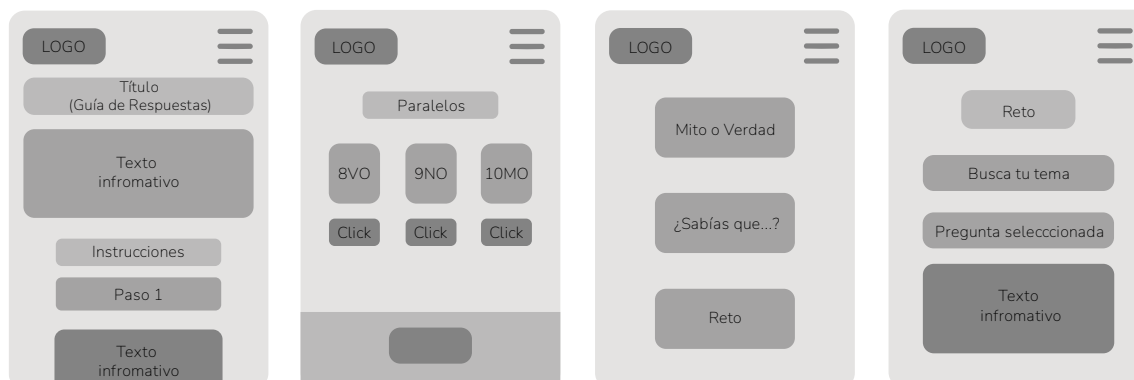 LOGO
Título
(Guía de Respuestas)
Texto
infromativo
Instrucciones
Paso 1
Texto
infromativo
LOGO
Paralelos
8VO
9NO
10MO
Click
Click
Click
LOGO
Mito o Verdad
¿Sabías que...?
Reto
LOGO
Reto
Busca tu tema
Pregunta selecccionada
Texto
infromativo